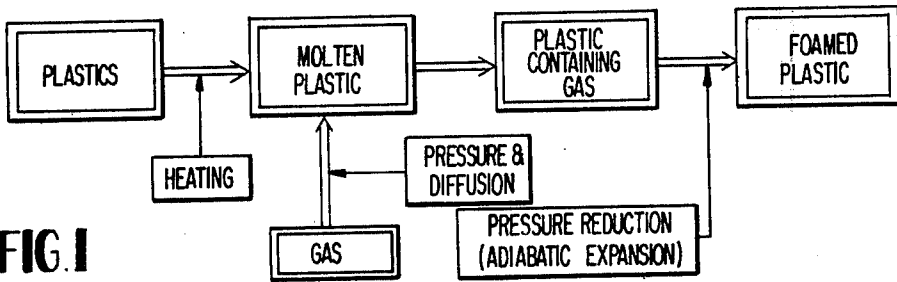 PLASTICS
MOLTEN
PLASTIC
PLASTIC
CONTAINING
GAS
FOAMED
PLASTIC
HEATING
PRESSURE &
DIFFUSION
GAS
PRESSURE REDUCTION
(ADIABATIC EXPANSION)
FIG. 1